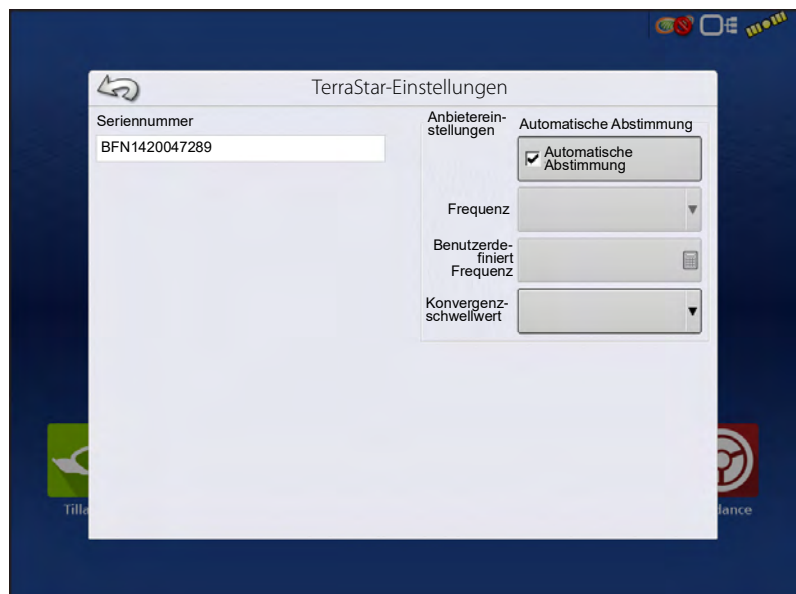 TerraStar-Einstellungen
Seriennummer
BFN1420047289
Anbieterein-
stellungen
Automatische Abstimmung
Automatische
Abstimmung
Frequenz
Benutzerde-
finiert
Frequenz
Konvergenz-
schwellwert
Tilla
dance